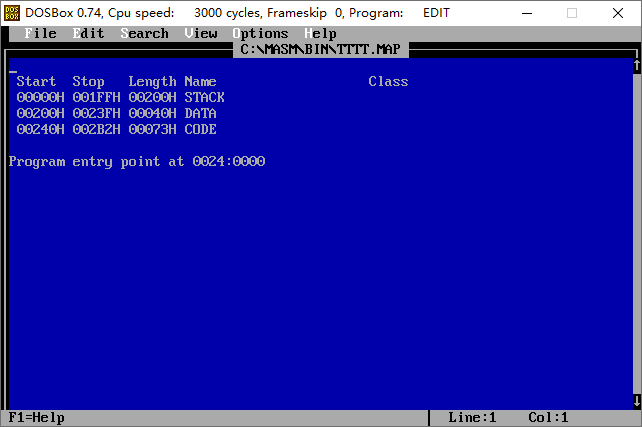 DOS BOX DOSBox 0.74, Cpu speed: 3000 cycles, Frameskip 0, Program: EDIT
File Edit Search View Options Help
C:\MASM\BIN\TTTT.MAP
Start Stop Length Name Class
00000H 001FFH 00200H STACK
00200H 0023FH 00040H DATA
00240H 002B2H 00073H CODE
Program entry point at 0024:0000
F1=Help Line:1 Col:1